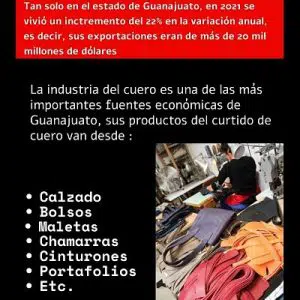 Tan solo en el estado de Guanajuato, en 2021 se
vivió un inctremento del 22% en la variación anual,
es decir, sus exportaciones eran de más de 20 mil
millones de dólares
La industria del cuero es una de las más
importantes fuentes económicas de
Guanajuato, sus productos del curtido de
cuero van desde :
• Calzado
• Bolsos
• Maletas
• Chamarras
• Cinturones
• Portafolios
• Etc.